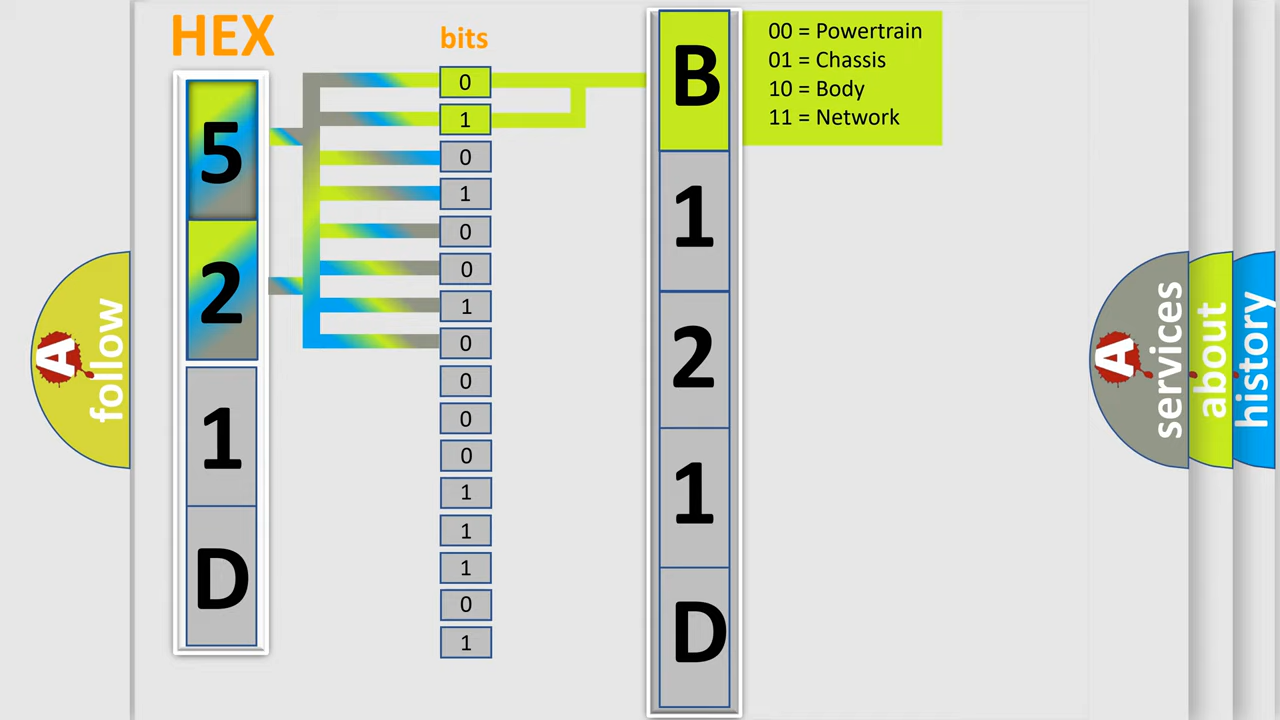 HEX
bits
5
2
1
D
0
1
0
1
0
0
1
0
0
0
0
1
1
1
0
1
B
1
2
1
D
00 = Powertrain
01 = Chassis
10 = Body
11 = Network
A
follow
A
services
about
history